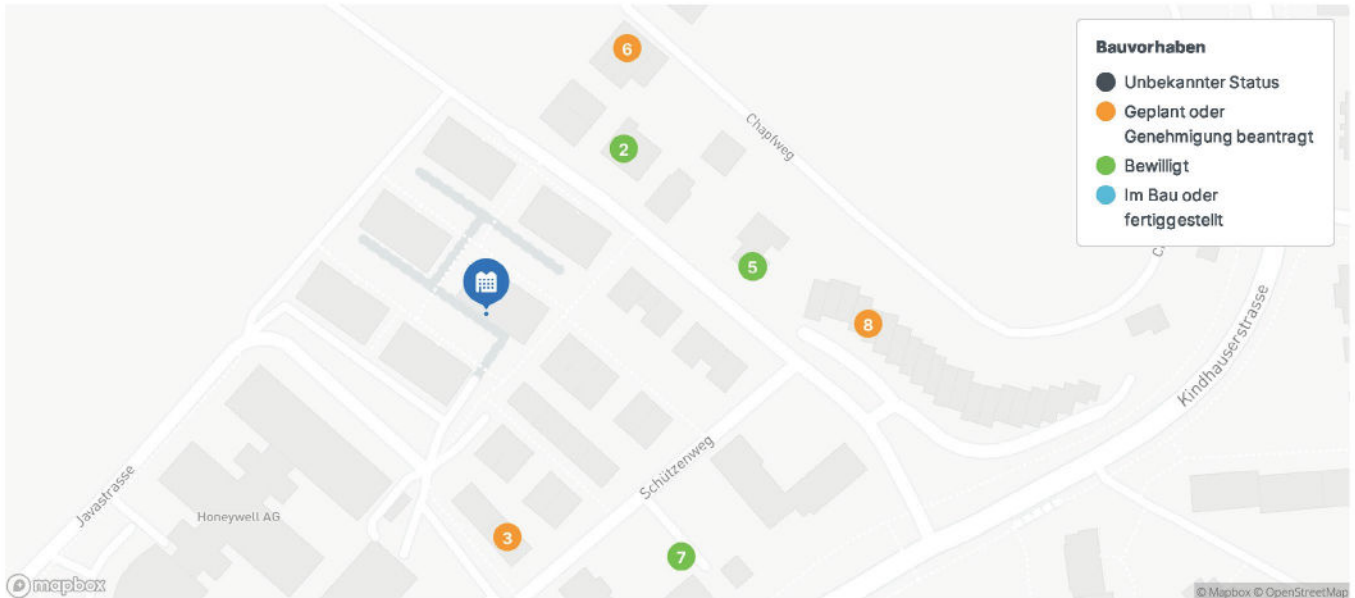 6
Bauvorhaben
Unbekannter Status
Geplant oder
Genehmigung beantragt
Bewilligt
Im Bau oder
fertiggestellt
Chapfweg
2
5
8
Kindhauserstrasse
Schützenweg
Javastrasse
Honeywell AG
3
7
mapbox
© Mapbox © OpenStreetMap